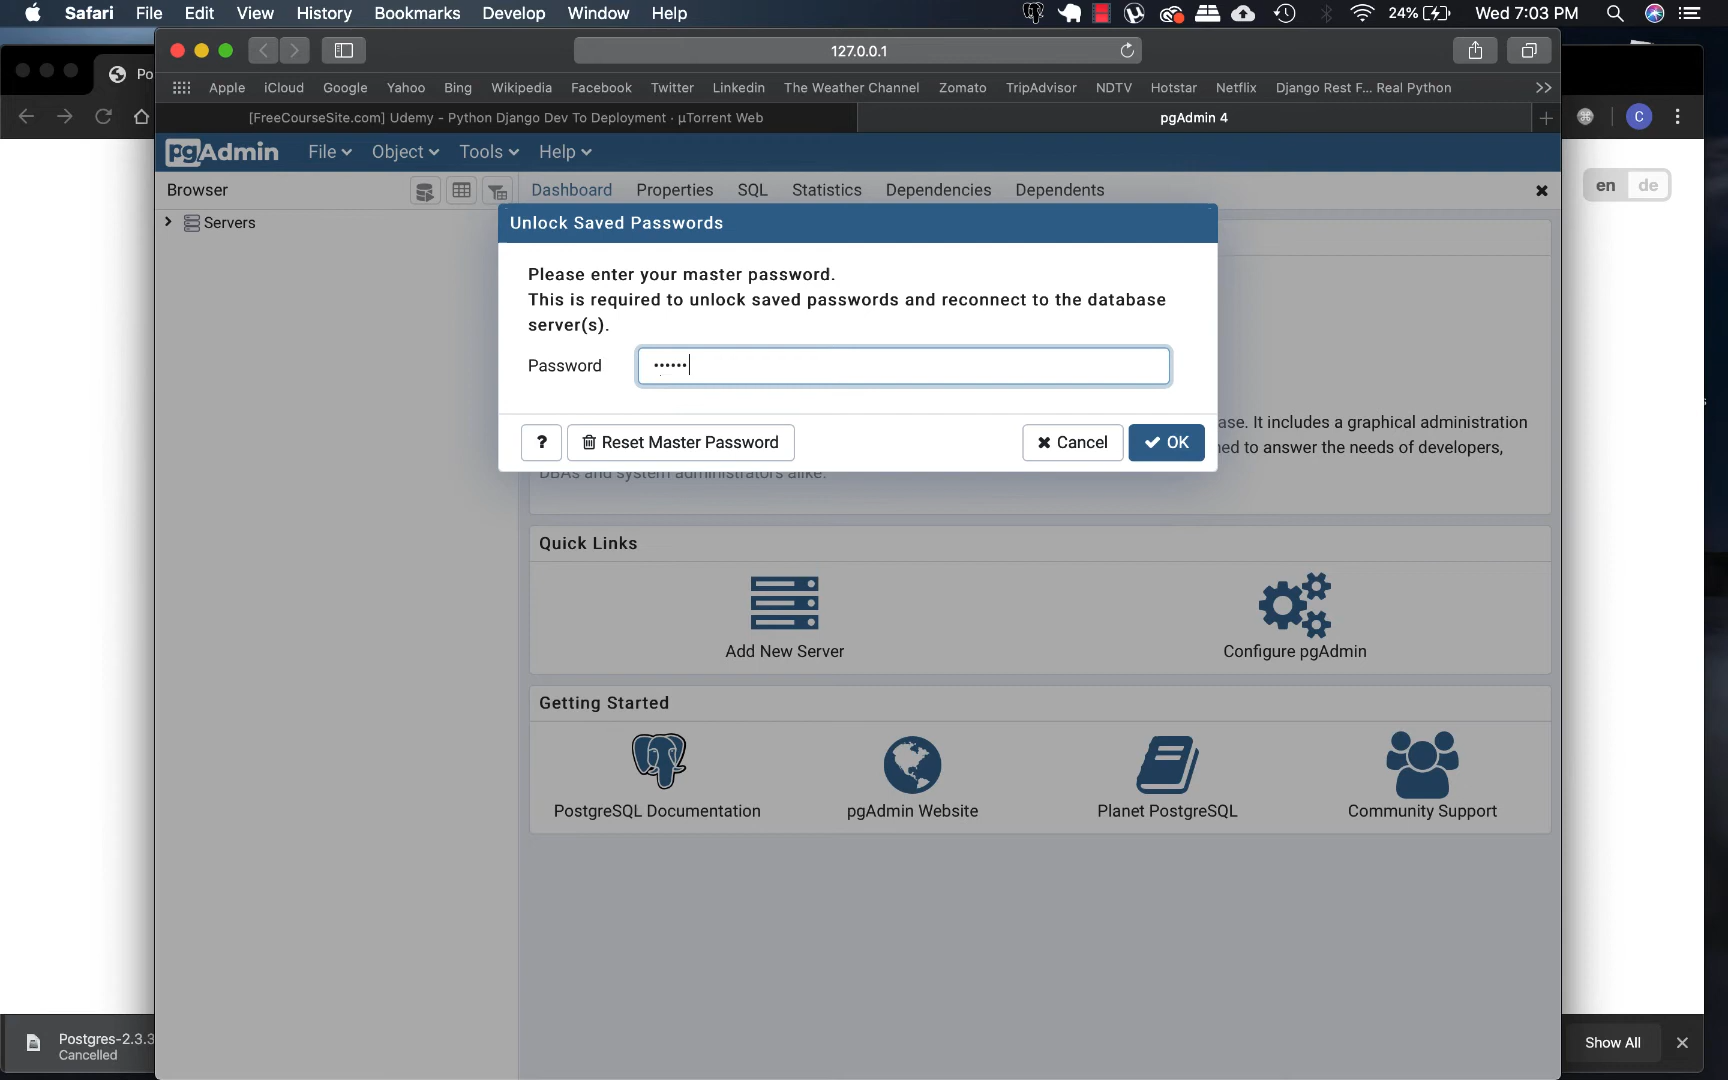 Safari File Edit View History Bookmarks Develop Window Help 24% Wed 7:03 PM
127.0.0.1
Po
Apple iCloud Google Yahoo Bing Wikipedia Facebook Twitter Linkedin The Weather Channel Zomato TripAdvisor NDTV Hotstar Netflix Django Rest F... Real Python
[FreeCourseSite.com] Udemy - Python Django Dev To Deployment · µTorrent Web
pgAdmin 4
C
pgAdmin File Object Tools Help
Browser
Dashboard Properties SQL Statistics Dependencies Dependents
en de
Servers
Unlock Saved Passwords
Please enter your master password.
This is required to unlock saved passwords and reconnect to the database
server(s).
Password ••••••
ase. It includes a graphical administration
? Reset Master Password Cancel OK
ed to answer the needs of developers,
DBAs and system administrators alike.
Quick Links
Add New Server Configure pgAdmin
Getting Started
PostgreSQL Documentation pgAdmin Website Planet PostgreSQL Community Support
Postgres-2.3.3
Cancelled
Show All